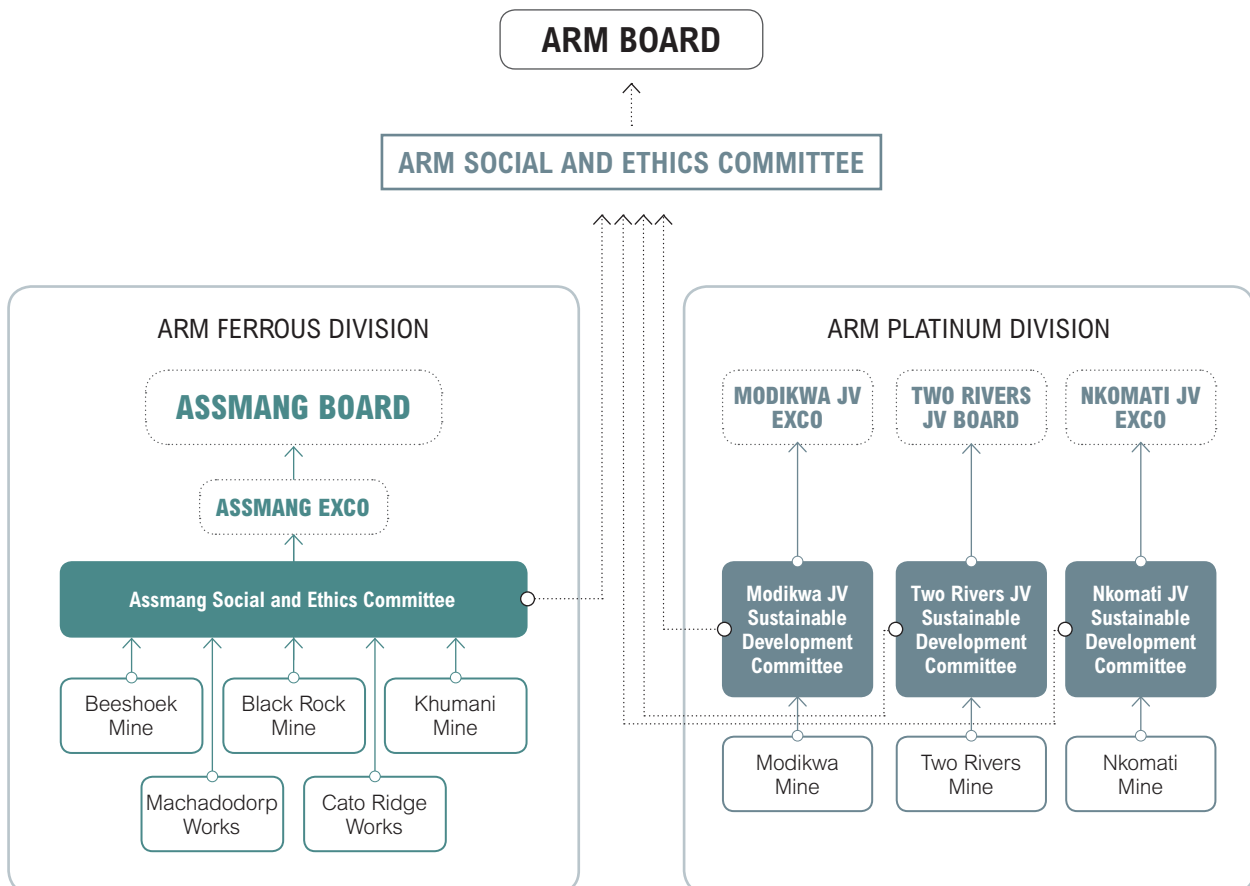 ARM BOARD
ARM SOCIAL AND ETHICS COMMITTEE
ARM FERROUS DIVISION
ASSMANG BOARD
ASSMANG EXCO
Assmang Social and Ethics Committee
Beeshoek
Mine
Black Rock
Mine
Khumani
Mine
Machadodorp
Works
Cato Ridge
Works
ARM PLATINUM DIVISION
MODIKWA JV
EXCO
TWO RIVERS
JV BOARD
NKOMATI JV
EXCO
Modikwa JV
Sustainable
Development
Committee
Two Rivers JV
Sustainable
Development
Committee
Nkomati JV
Sustainable
Development
Committee
Modikwa
Mine
Two Rivers
Mine
Nkomati
Mine